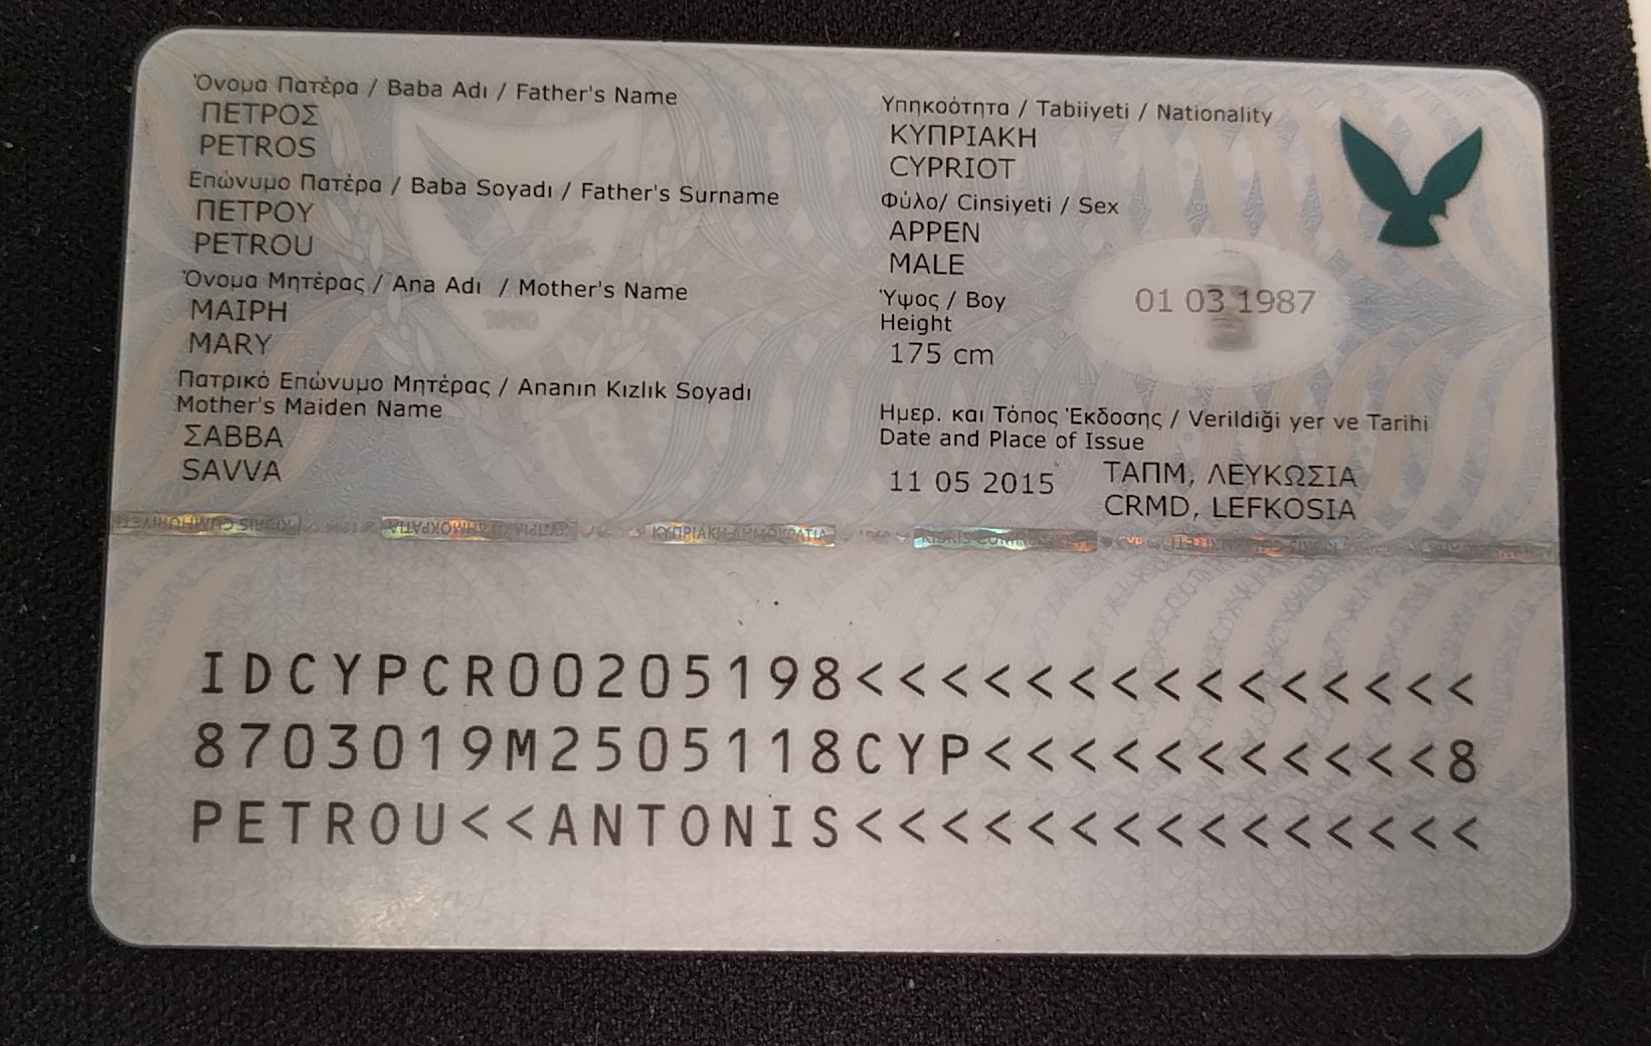 Όνομα Πατέρα / Baba Adı / Father's Name
ΠΕΤΡΟΣ
PETROS
Επώνυμο Πατέρα / Baba Soyadı / Father's Surname
ΠΕΤΡΟΥ
PETROU
Όνομα Μητέρας / Ana Adı / Mother's Name
ΜΑΙΡΗ
MARY
Πατρικό Επώνυμο Μητέρας / Ananın Kızlık Soyadı
Mother's Maiden Name
ΣΑΒΒΑ
SAVVA
Υπηκοότητα / Tabiiyeti / Nationality
ΚΥΠΡΙΑΚΗ
CYPRIOT
Φύλο/ Cinsiyeti / Sex
ΑΡΡΕΝ
MALE
Ύψος / Boy
Height
175 cm
01 03 1987
Ημερ. και Τόπος Έκδοσης / Verildiği yer ve Tarihi
Date and Place of Issue
11 05 2015 ΤΑΠΜ, ΛΕΥΚΩΣΙΑ
CRMD, LEFKOSIA
ΚΥΠΡΙΑΚΗ ΔΗΜΟΚΡΑΤΙΑ
IDCYPCR00205198<<<<<<<<<<<<<<<
8703019M2505118CYP<<<<<<<<<<<8
PETROU<<ANTONIS<<<<<<<<<<<<<<<